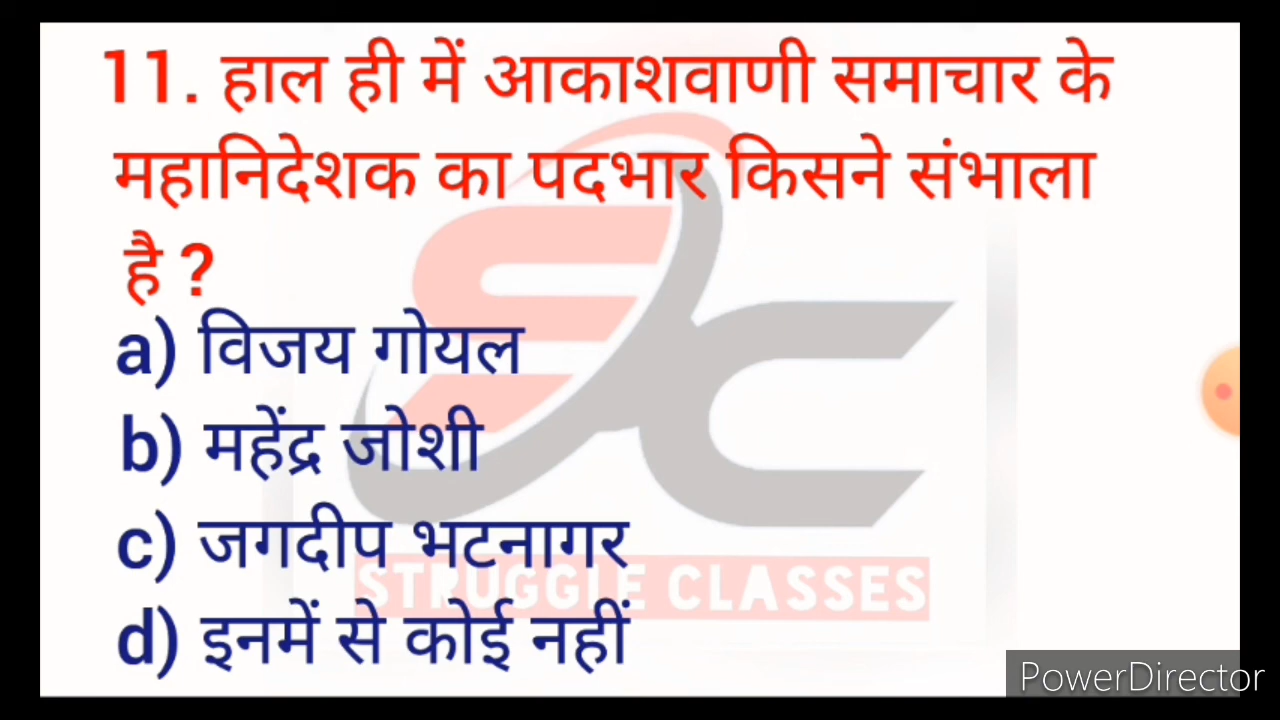 11. हाल ही में आकाशवाणी समाचार के
महानिदेशक का पदभार किसने संभाला
है ?
a) विजय गोयल
b) महेंद्र जोशी
c) जगदीप भटनागर
STRUGGLE CLASSES
d) इनमें से कोई नहीं
PowerDirector